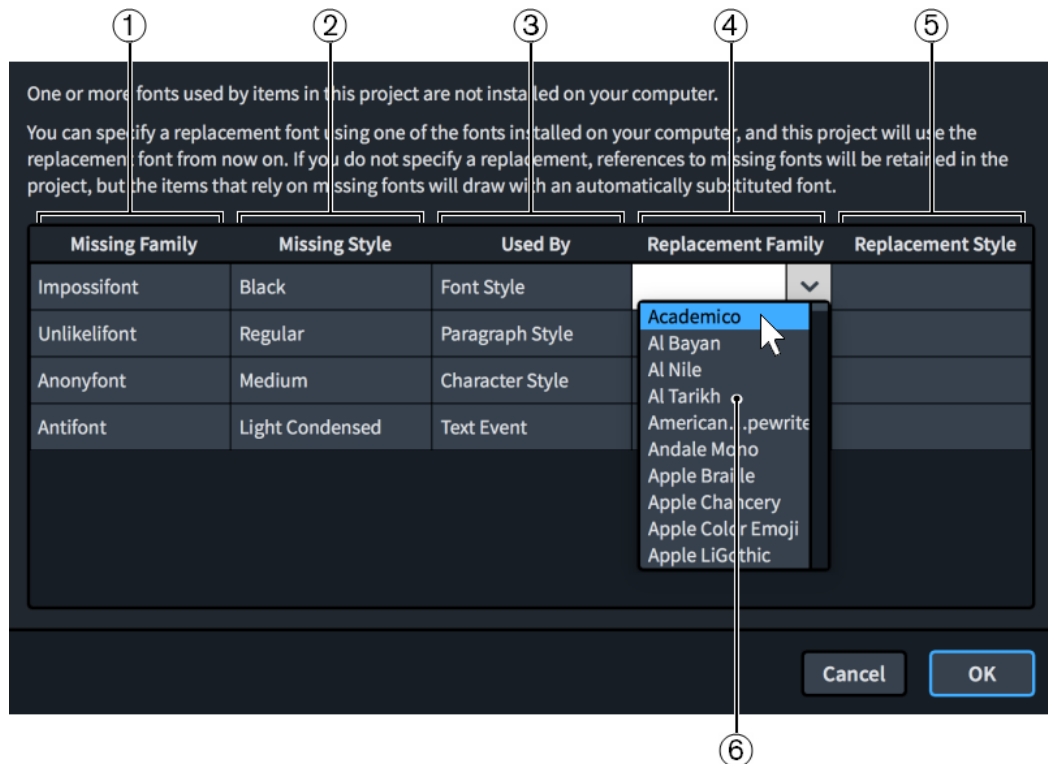 ① ② ③ ④ ⑤
One or more fonts used by items in this project are not installed on your computer.
You can specify a replacement font using one of the fonts installed on your computer, and this project will use the
replacement font from now on. If you do not specify a replacement, references to missing fonts will be retained in the
project, but the items that rely on missing fonts will draw with an automatically substituted font.
Missing Family Missing Style Used By Replacement Family Replacement Style
Impossifont Black Font Style
Unlikelifont Regular Paragraph Style
Anonyfont Medium Character Style
Antifont Light Condensed Text Event
Academico
Al Bayan
Al Nile
Al Tarikh
American...pewrite
Andale Mono
Apple Braille
Apple Chancery
Apple Color Emoji
Apple LiGothic
Cancel OK
⑥